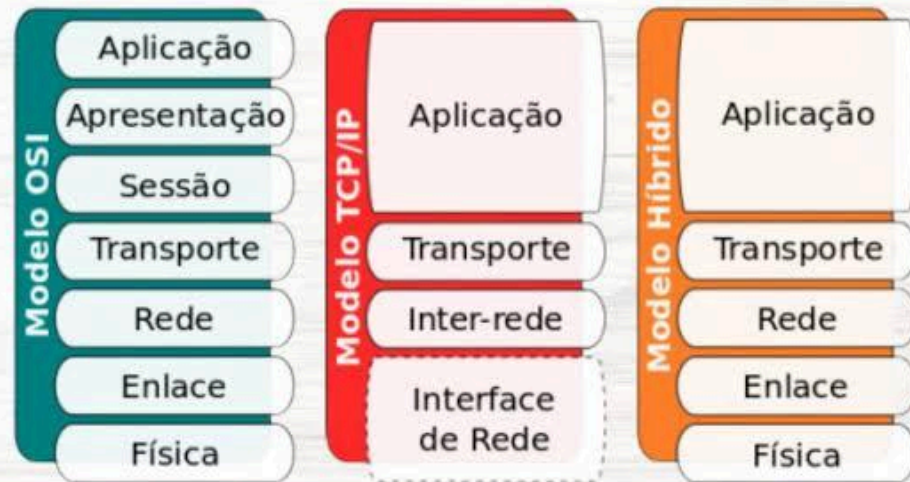 Modelo OSI
Aplicação
Apresentação
Sessão
Transporte
Rede
Enlace
Física
Modelo TCP/IP
Aplicação
Transporte
Inter-rede
Interface
de Rede
Modelo Híbrido
Aplicação
Transporte
Rede
Enlace
Física